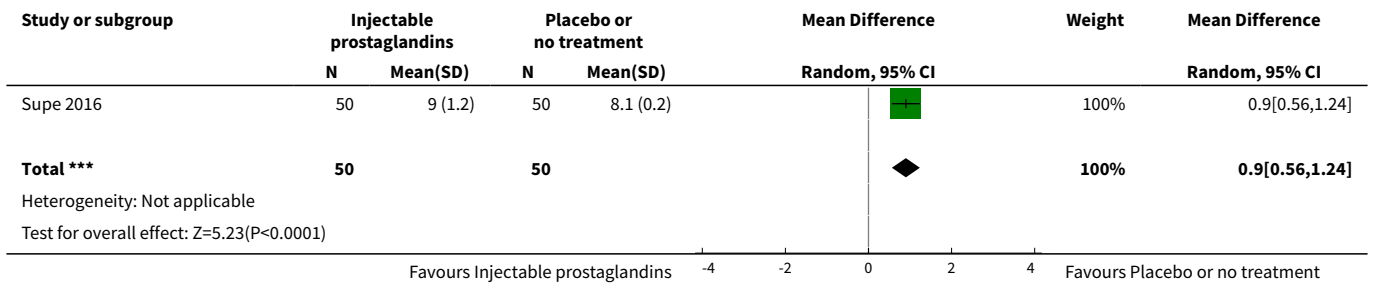 Study or subgroup Injectable prostaglandins Placebo or no treatment Mean Difference Weight Mean Difference
N Mean(SD) N Mean(SD) Random, 95% CI Random, 95% CI
Supe 2016 50 9 (1.2) 50 8.1 (0.2) 100% 0.9[0.56,1.24]
Total *** 50 50 100% 0.9[0.56,1.24]
Heterogeneity: Not applicable
Test for overall effect: Z=5.23(P<0.0001)
Favours Injectable prostaglandins -4 -2 0 2 4 Favours Placebo or no treatment